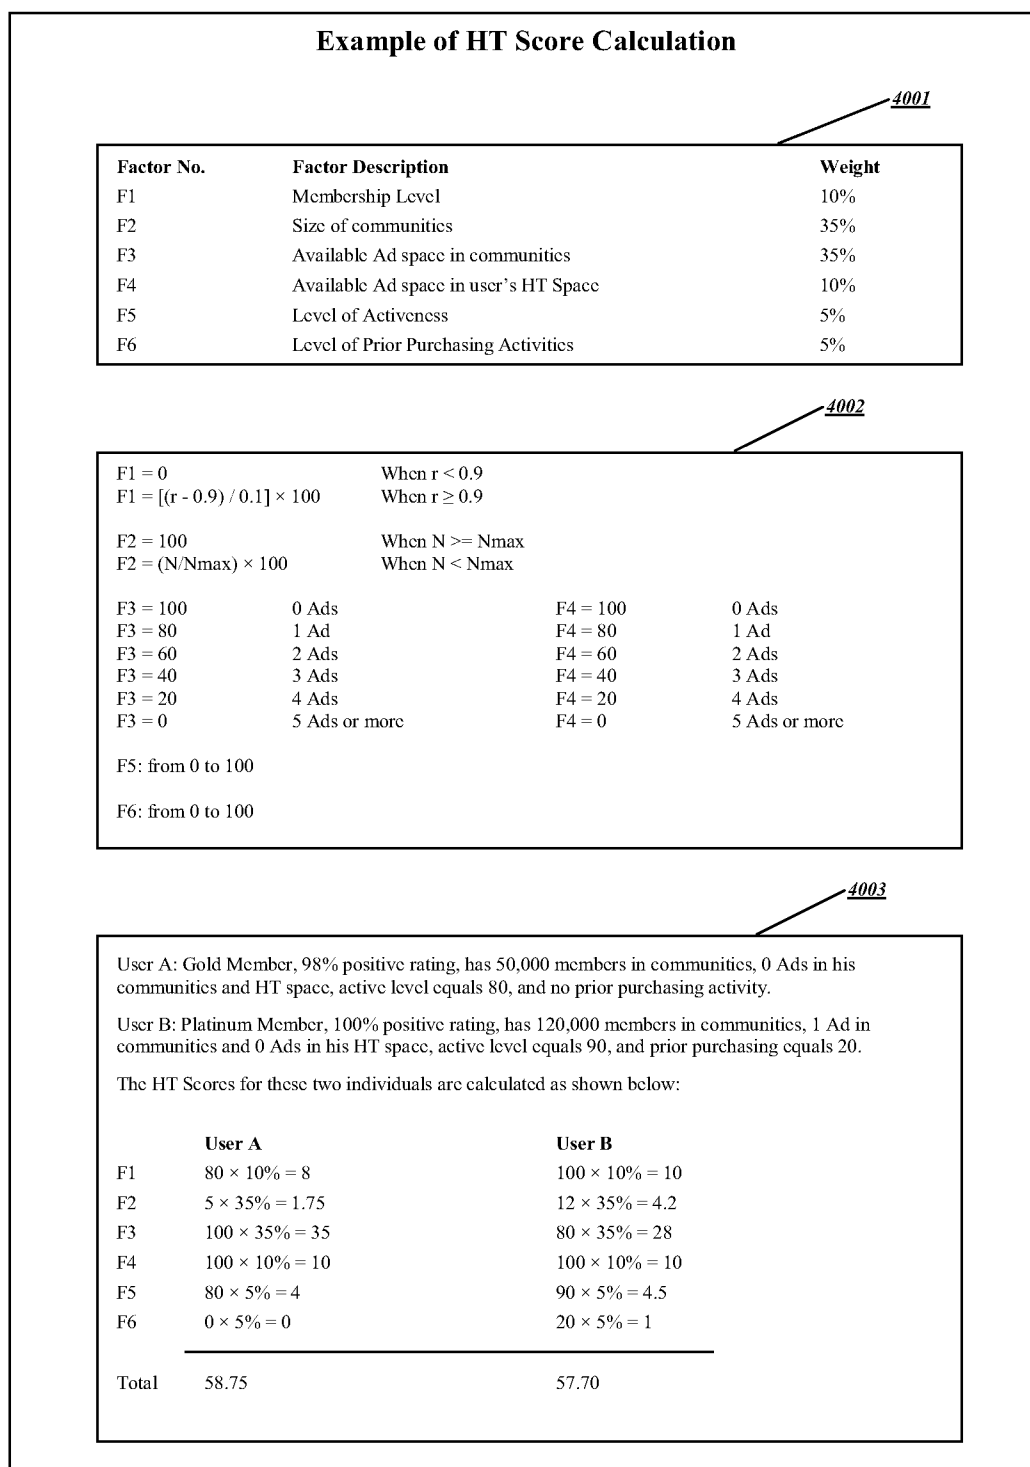 Example of HT Score Calculation
4001
Factor No. Factor Description Weight
F1 Membership Level 10%
F2 Size of communities 35%
F3 Available Ad space in communities 35%
F4 Available Ad space in user's HT Space 10%
F5 Level of Activeness 5%
F6 Level of Prior Purchasing Activities 5%
4002
F1 = 0 When r < 0.9
F1 = [(r - 0.9) / 0.1] × 100 When r ≥ 0.9
F2 = 100 When N >= Nmax
F2 = (N/Nmax) × 100 When N < Nmax
F3 = 100 0 Ads F4 = 100 0 Ads
F3 = 80 1 Ad F4 = 80 1 Ad
F3 = 60 2 Ads F4 = 60 2 Ads
F3 = 40 3 Ads F4 = 40 3 Ads
F3 = 20 4 Ads F4 = 20 4 Ads
F3 = 0 5 Ads or more F4 = 0 5 Ads or more
F5: from 0 to 100
F6: from 0 to 100
4003
User A: Gold Member, 98% positive rating, has 50,000 members in communities, 0 Ads in his
communities and HT space, active level equals 80, and no prior purchasing activity.
User B: Platinum Member, 100% positive rating, has 120,000 members in communities, 1 Ad in
communities and 0 Ads in his HT space, active level equals 90, and prior purchasing equals 20.
The HT Scores for these two individuals are calculated as shown below:
User A User B
F1 80 × 10% = 8 100 × 10% = 10
F2 5 × 35% = 1.75 12 × 35% = 4.2
F3 100 × 35% = 35 80 × 35% = 28
F4 100 × 10% = 10 100 × 10% = 10
F5 80 × 5% = 4 90 × 5% = 4.5
F6 0 × 5% = 0 20 × 5% = 1
Total 58.75 57.70